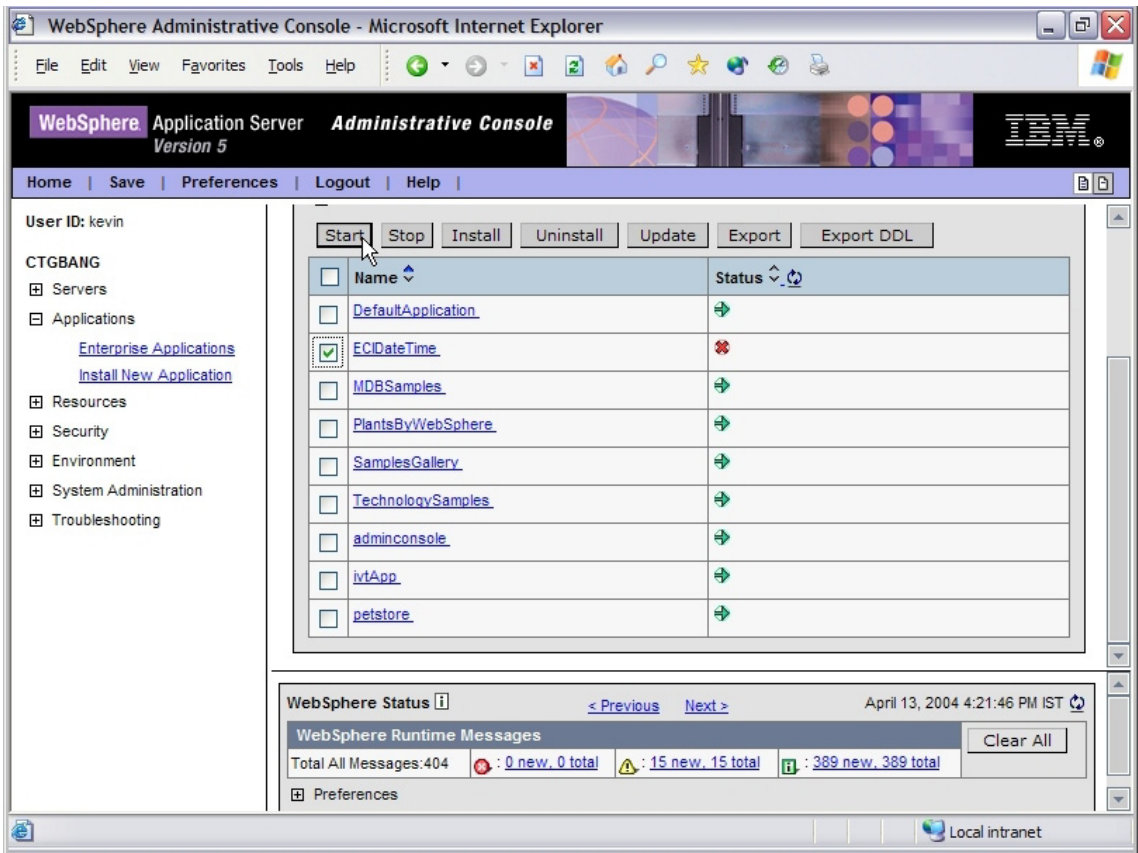 WebSphere Administrative Console - Microsoft Internet Explorer
File Edit View Favorites Tools Help
WebSphere. Application Server Administrative Console
Version 5
IBM®
Home | Save | Preferences | Logout | Help |
User ID: kevin
CTGBANG
Servers
Applications
Enterprise Applications
Install New Application
Resources
Security
Environment
System Administration
Troubleshooting
Start Stop Install Uninstall Update Export Export DDL
Name Status
DefaultApplication
ECIDateTime
MDBSamples
PlantsByWebSphere
SamplesGallery
TechnologySamples
adminconsole
ivtApp
petstore
WebSphere Status i < Previous Next > April 13, 2004 4:21:46 PM IST
WebSphere Runtime Messages Clear All
Total All Messages:404 : 0 new, 0 total : 15 new, 15 total : 389 new, 389 total
Preferences
Local intranet